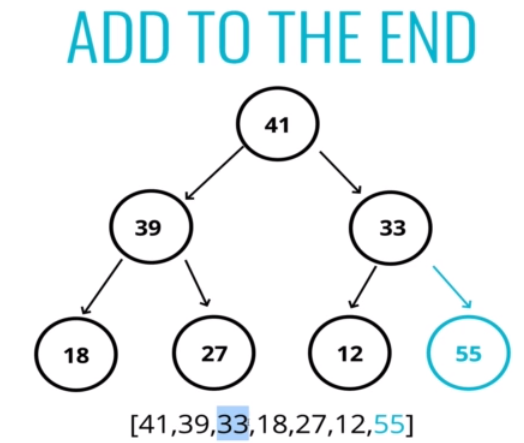 ADD TO THE END
41
39 33
18 27 12 55
[41,39,33,18,27,12,55]